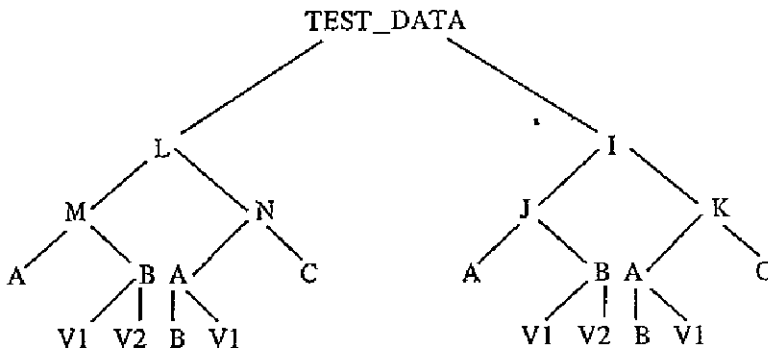 TEST_DATA
L I
M N J K
A B A C A B A C
V1 V2 B V1 V1 V2 B V1